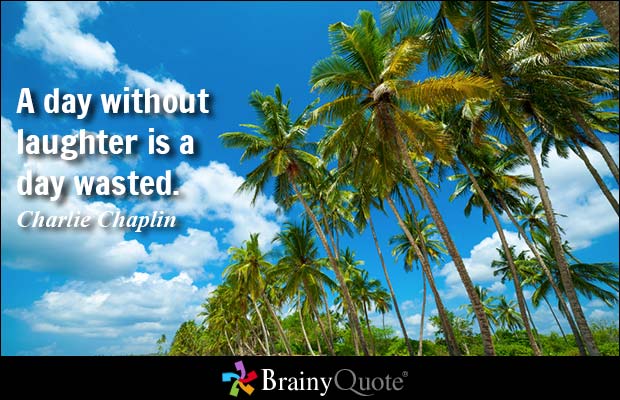 A day without
laughter is a
day wasted.
Charlie Chaplin
BrainyQuote®